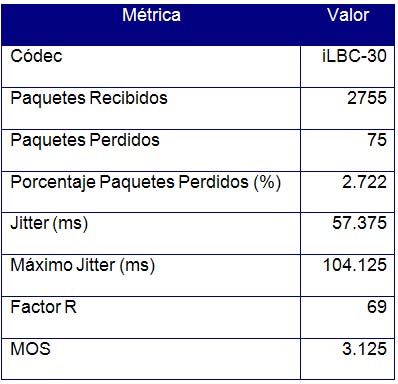 Métrica Valor
Códec iLBC-30
Paquetes Recibidos 2755
Paquetes Perdidos 75
Porcentaje Paquetes Perdidos (%) 2.722
Jitter (ms) 57.375
Máximo Jitter (ms) 104.125
Factor R 69
MOS 3.125